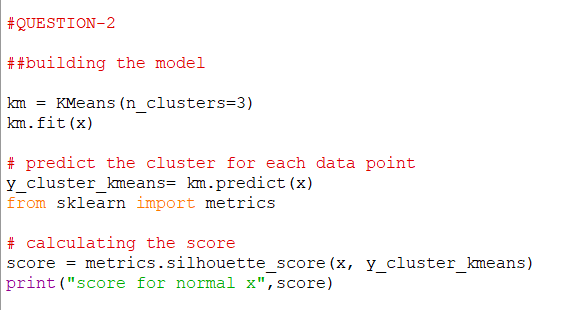 #QUESTION-2
##building the model
km = KMeans(n_clusters=3)
km.fit(x)
# predict the cluster for each data point
y_cluster_kmeans= km.predict(x)
from sklearn import metrics
# calculating the score
score = metrics.silhouette_score(x, y_cluster_kmeans)
print("score for normal x",score)